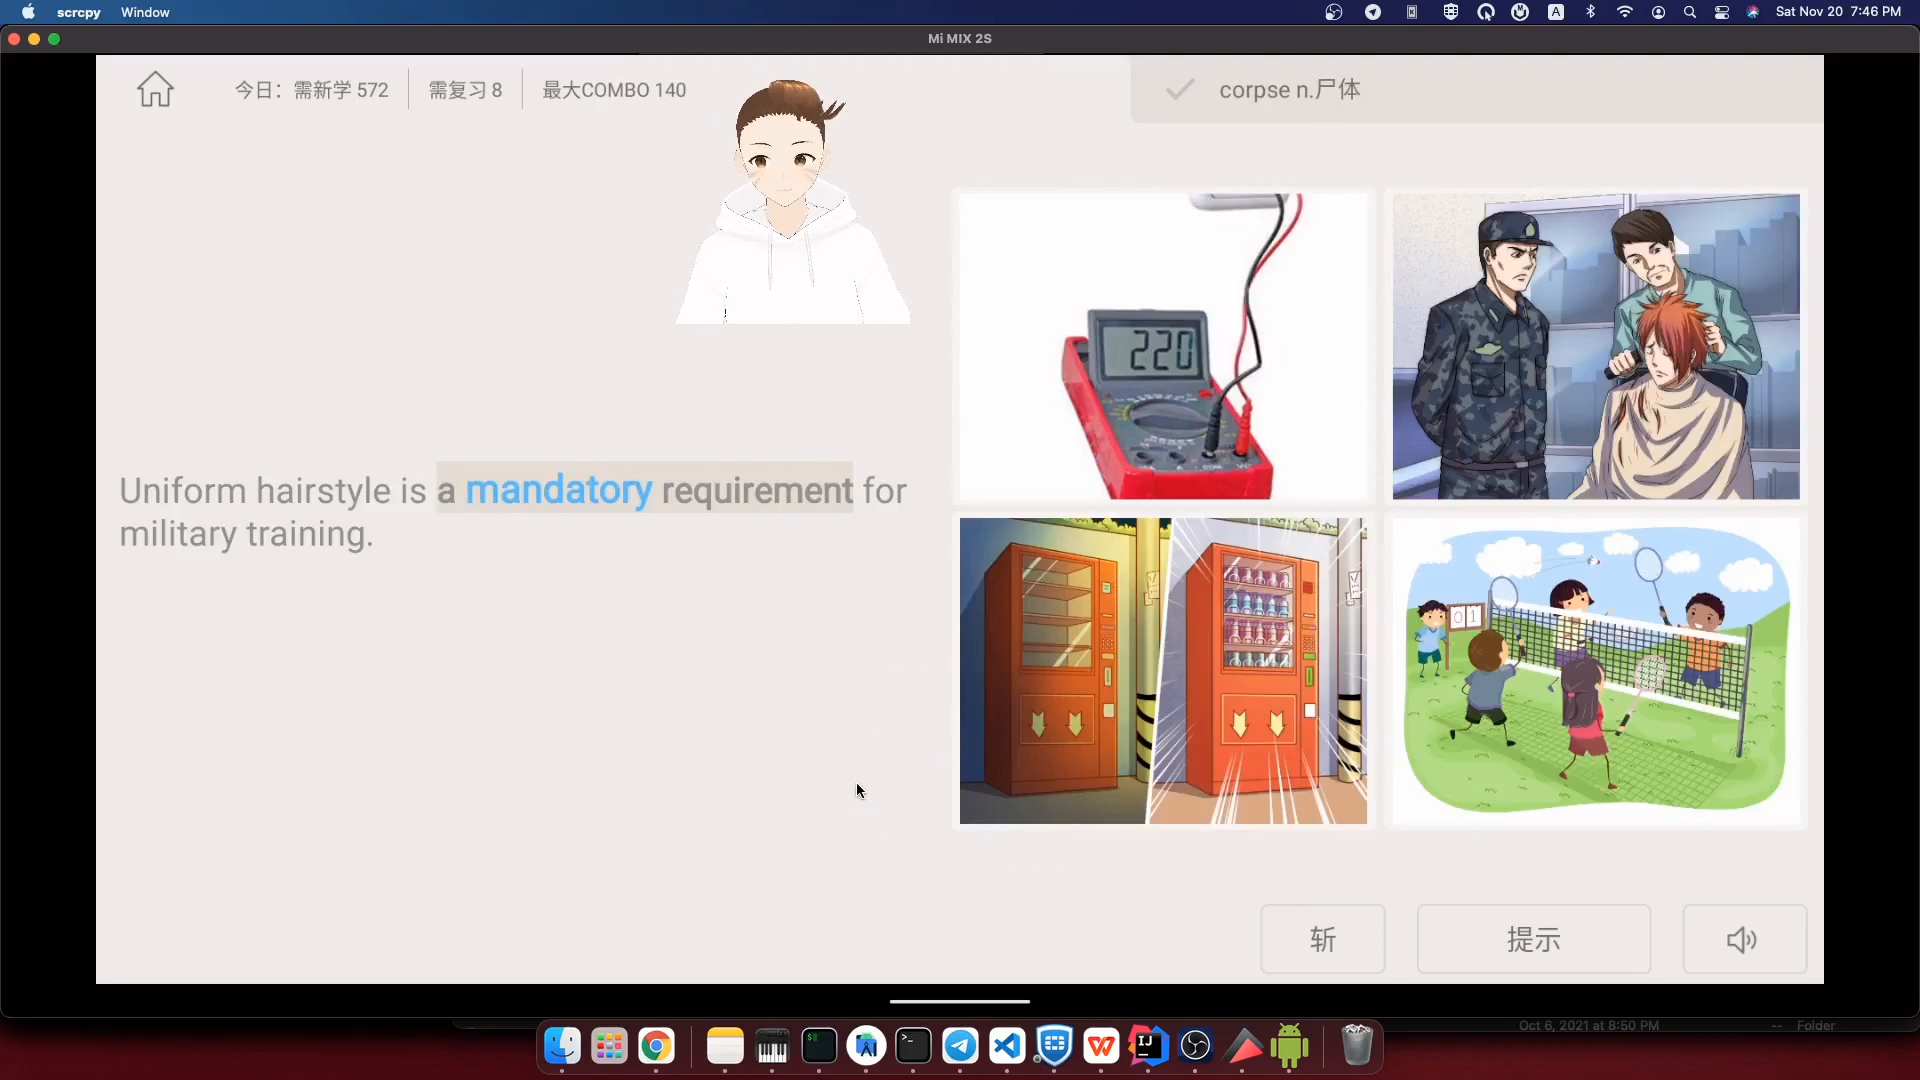 scrcpy Window
Sat Nov 20 7:46 PM
Mi MIX 2S
今日：需新学 572
需复习 8
最大COMBO 140
corpse n.尸体
220
Uniform hairstyle is a mandatory requirement for
military training.
0 1
斩
提示
Oct 6, 2021 at 8:50 PM -- Folder